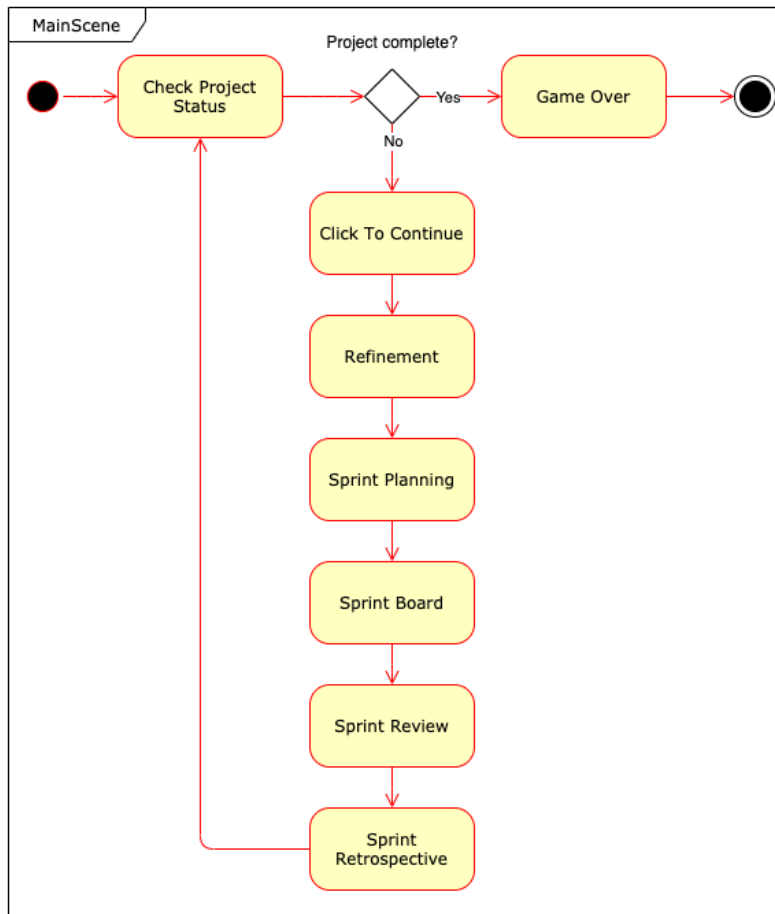 MainScene
Project complete?
Check Project
Status
Yes
Game Over
No
Click To Continue
Refinement
Sprint Planning
Sprint Board
Sprint Review
Sprint
Retrospective